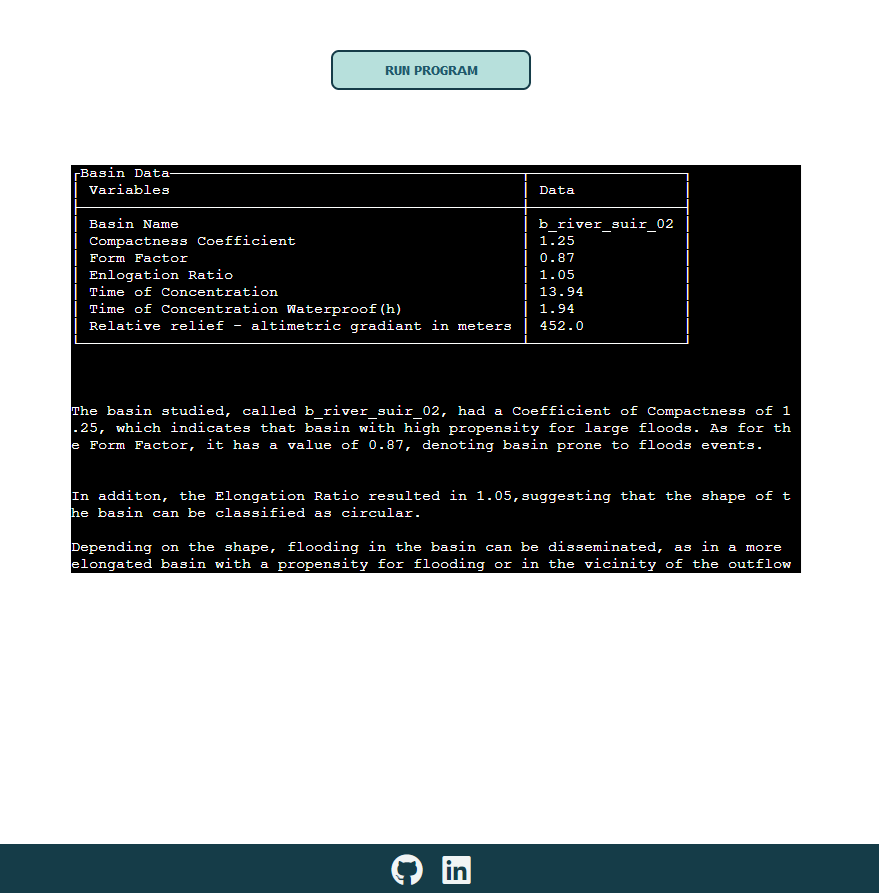 RUN PROGRAM
Basin Data
Variables Data
Basin Name b_river_suir_02
Compactness Coefficient 1.25
Form Factor 0.87
Enlogation Ratio 1.05
Time of Concentration 13.94
Time of Concentration Waterproof(h) 1.94
Relative relief - altimetric gradiant in meters 452.0
The basin studied, called b_river_suir_02, had a Coefficient of Compactness of 1
.25, which indicates that basin with high propensity for large floods. As for th
e Form Factor, it has a value of 0.87, denoting basin prone to floods events.
In additon, the Elongation Ratio resulted in 1.05,suggesting that the shape of t
he basin can be classified as circular.
Depending on the shape, flooding in the basin can be disseminated, as in a more
elongated basin with a propensity for flooding or in the vicinity of the outflow
in